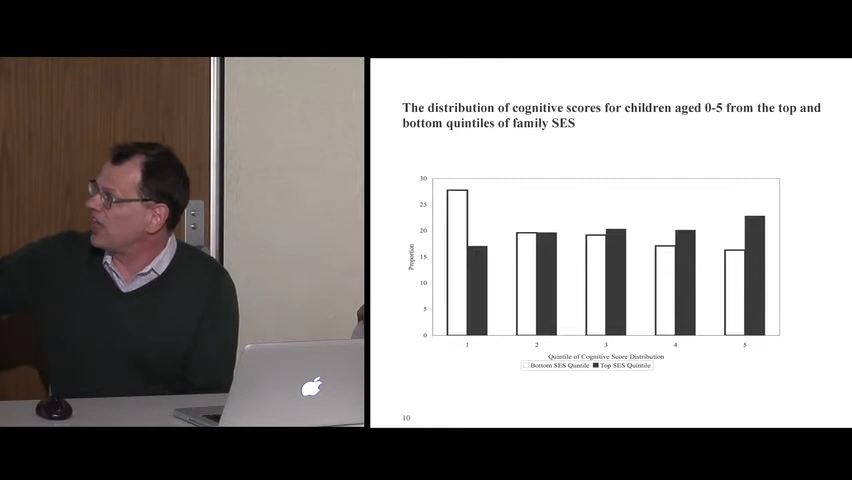 The distribution of cognitive scores for children aged 0-5 from the top and
bottom quintiles of family SES
30
25
20
15
10
5
0
Proportion
1 2 3 4 5
Quintile of Cognitive Score Distribution
Bottom SES Quntile Top SES Quintile
10